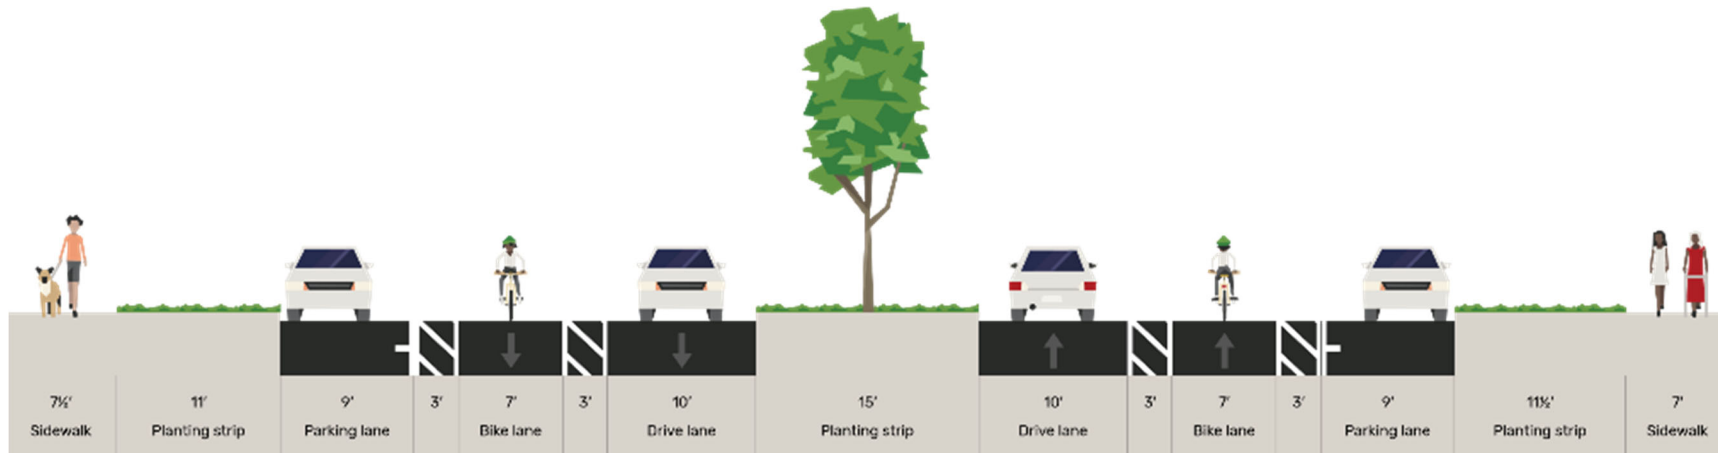 7½' 11' 9' 3' 7' 3' 10' 15' 10' 3' 7' 3' 9' 11½' 7'
Sidewalk Planting strip Parking lane Bike lane Drive lane Planting strip Drive lane Bike lane Parking lane Planting strip Sidewalk